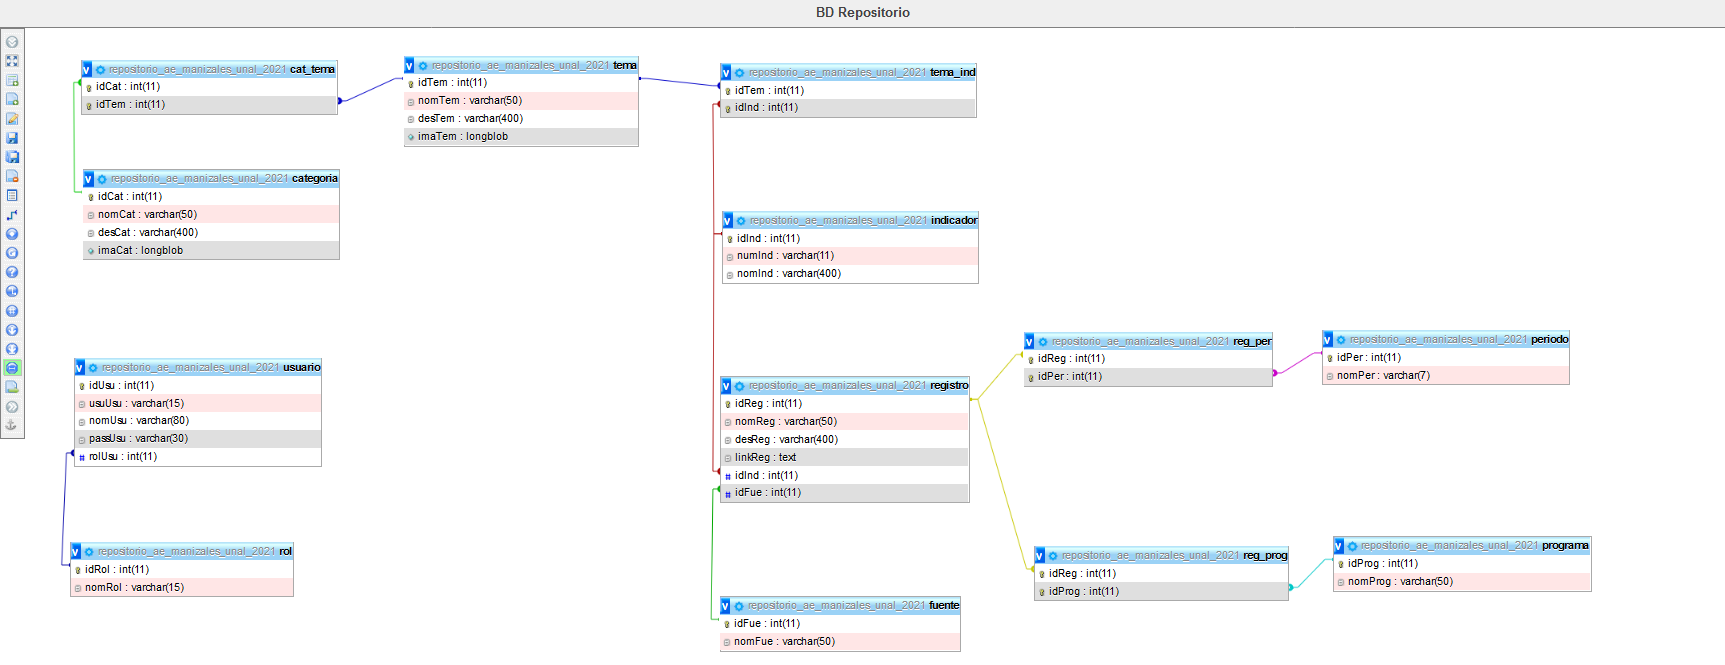 BD Repositorio
repositorio_ae_manizales_unal_2021 cat_tema
idCat : int(11)
idTem : int(11)
repositorio_ae_manizales_unal_2021 tema
idTem : int(11)
nomTem : varchar(50)
desTem : varchar(400)
imaTem : longblob
repositorio_ae_manizales_unal_2021 tema_ind
idTem : int(11)
idInd : int(11)
repositorio_ae_manizales_unal_2021 categoria
idCat : int(11)
nomCat : varchar(50)
desCat : varchar(400)
imaCat : longblob
repositorio_ae_manizales_unal_2021 indicador
idInd : int(11)
numInd : varchar(11)
nomInd : varchar(400)
repositorio_ae_manizales_unal_2021 usuario
idUsu : int(11)
usuUsu : varchar(15)
nomUsu : varchar(80)
passUsu : varchar(30)
rolUsu : int(11)
repositorio_ae_manizales_unal_2021 registro
idReg : int(11)
nomReg : varchar(50)
desReg : varchar(400)
linkReg : text
idInd : int(11)
idFue : int(11)
repositorio_ae_manizales_unal_2021 reg_per
idReg : int(11)
idPer : int(11)
repositorio_ae_manizales_unal_2021 periodo
idPer : int(11)
nomPer : varchar(7)
repositorio_ae_manizales_unal_2021 rol
idRol : int(11)
nomRol : varchar(15)
repositorio_ae_manizales_unal_2021 fuente
idFue : int(11)
nomFue : varchar(50)
repositorio_ae_manizales_unal_2021 reg_prog
idReg : int(11)
idProg : int(11)
repositorio_ae_manizales_unal_2021 programa
idProg : int(11)
nomProg : varchar(50)